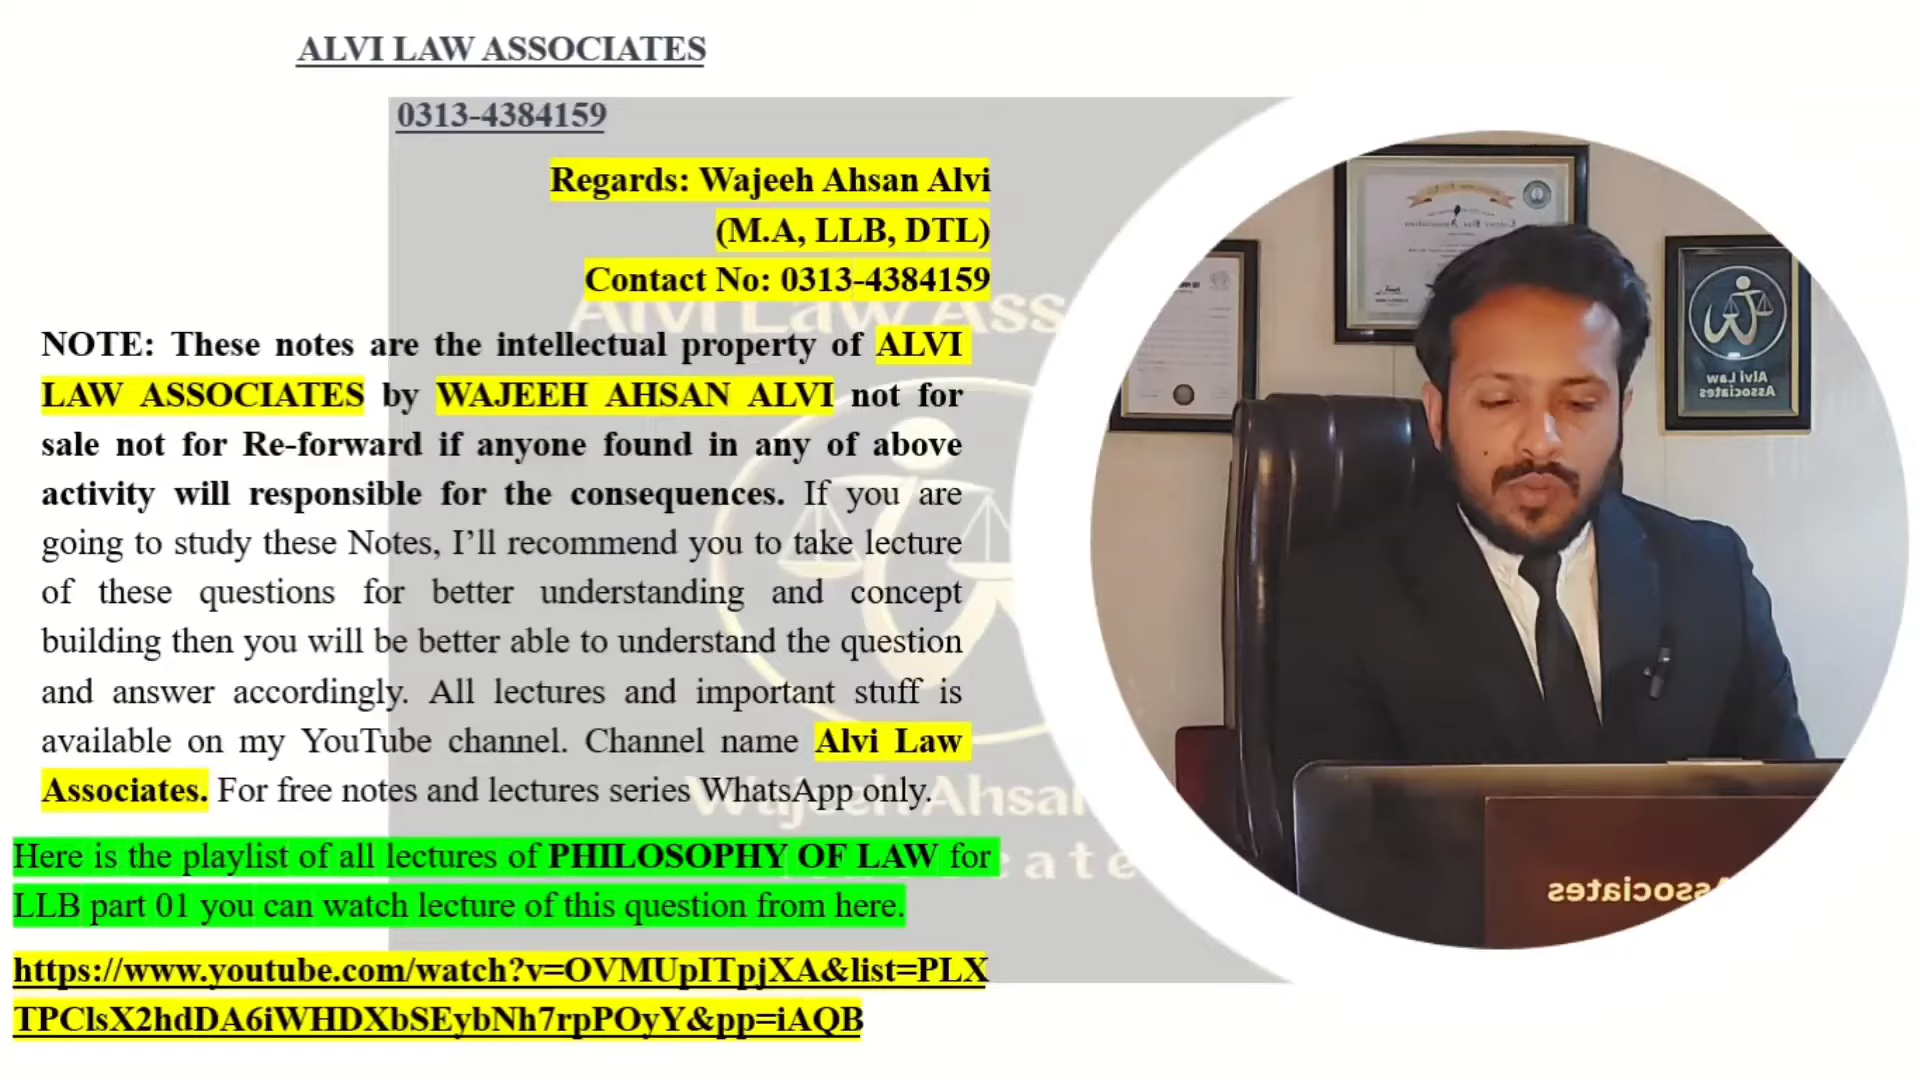 ALVI LAW ASSOCIATES
0313-4384159
Regards: Wajeeh Ahsan Alvi
(M.A, LLB, DTL)
Contact No: 0313-4384159
NOTE: These notes are the intellectual property of ALVI
LAW ASSOCIATES by WAJEEH AHSAN ALVI not for
sale not for Re-forward if anyone found in any of above
activity will responsible for the consequences. If you are
going to study these Notes, I’ll recommend you to take lecture
of these questions for better understanding and concept
building then you will be better able to understand the question
and answer accordingly. All lectures and important stuff is
available on my YouTube channel. Channel name Alvi Law
Associates. For free notes and lectures series WhatsApp only.
Here is the playlist of all lectures of PHILOSOPHY OF LAW for
LLB part 01 you can watch lecture of this question from here.
https://www.youtube.com/watch?v=OVMUpITpjXA&list=PLX
TPClsX2hdDA6iWHDXbSEybNh7rpPOyY&pp=iAQB
Alvi Law Ass
Alvi Law
Associates
Associates